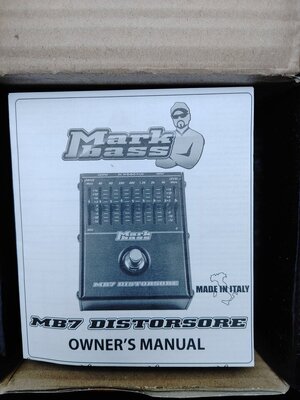 Mark
bass
Mark
bass
MB7 DISTORSORE
MADE IN ITALY
MB7 DISTORSORE
OWNER'S MANUAL